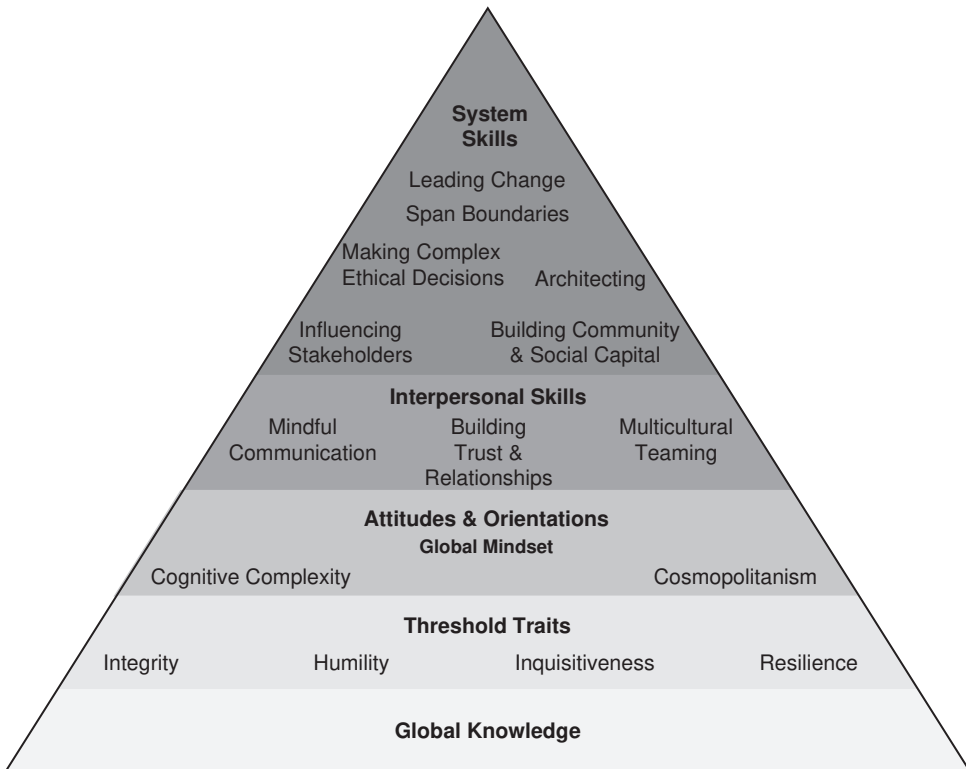 System
Skills
Leading Change
Span Boundaries
Making Complex
Ethical Decisions
Architecting
Influencing
Stakeholders
Building Community
& Social Capital
Interpersonal Skills
Mindful
Communication
Building
Trust &
Relationships
Multicultural
Teaming
Attitudes & Orientations
Global Mindset
Cognitive Complexity
Cosmopolitanism
Threshold Traits
Integrity
Humility
Inquisitiveness
Resilience
Global Knowledge